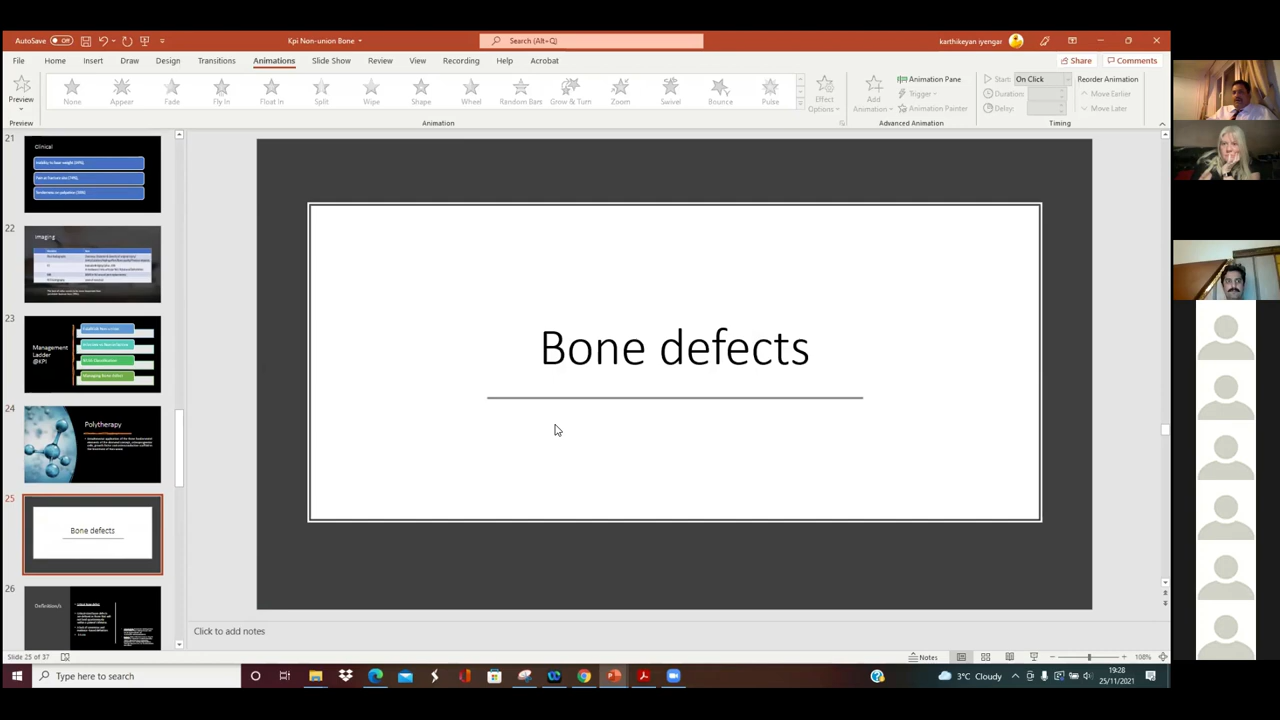 AutoSave Off
Kpi Non-union Bone
Search (Alt+Q)
karthikeyan iyengar
File Home Insert Draw Design Transitions Animations Slide Show Review View Recording Help Acrobat
Share Comments
Preview
None Appear Fade Fly In Float In Split Wipe Shape Wheel Random Bars Grow & Turn Zoom Swivel Bounce Pulse
Effect
Options
Add
Animation
Animation Pane
Trigger
Animation Painter
Start: On Click
Duration:
Delay:
Reorder Animation
Move Earlier
Move Later
Preview Animation Advanced Animation Timing
21
Clinical
22
Imaging
23
Management
Ladder
@KPI
24
Polytherapy
25
Bone defects
26
Definition/s
Bone defects
Click to add notes
Slide 25 of 37
Notes
108%
Type here to search
3°C Cloudy
19:28
25/11/2021